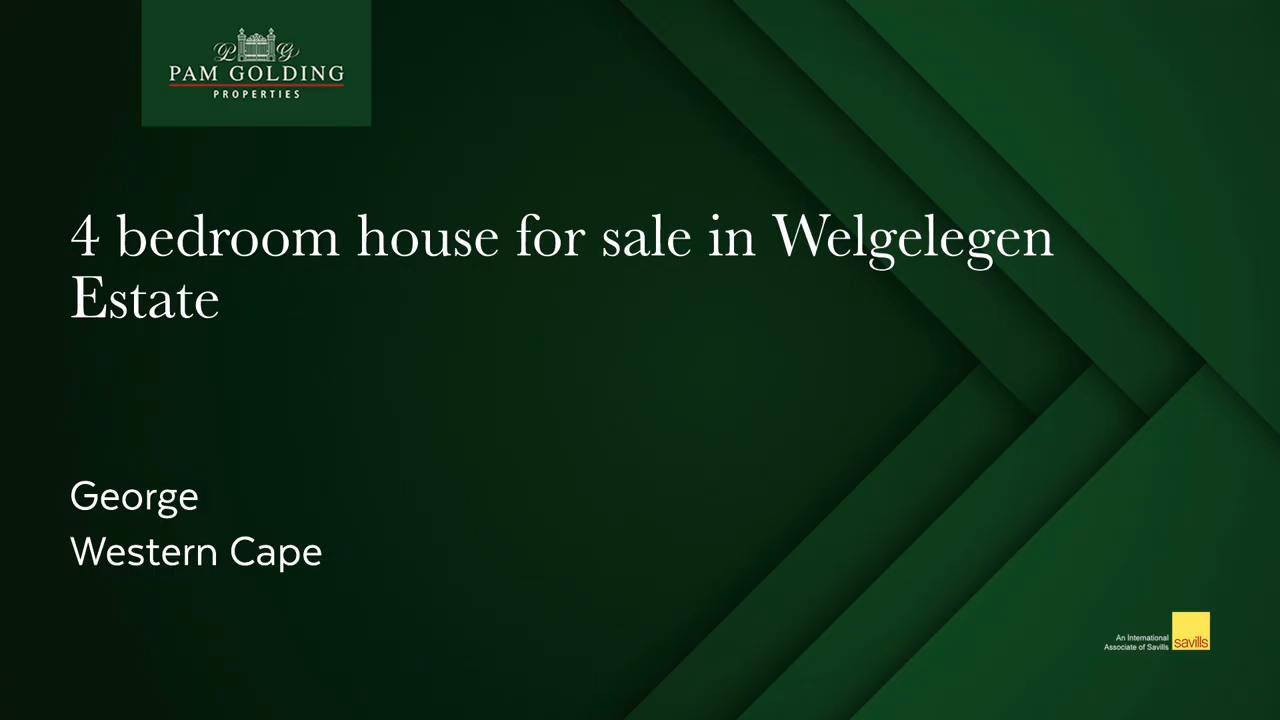 P G
PAM GOLDING
PROPERTIES
4 bedroom house for sale in Welgelegen
Estate
George
Western Cape
An International
Associate of Savills
savills